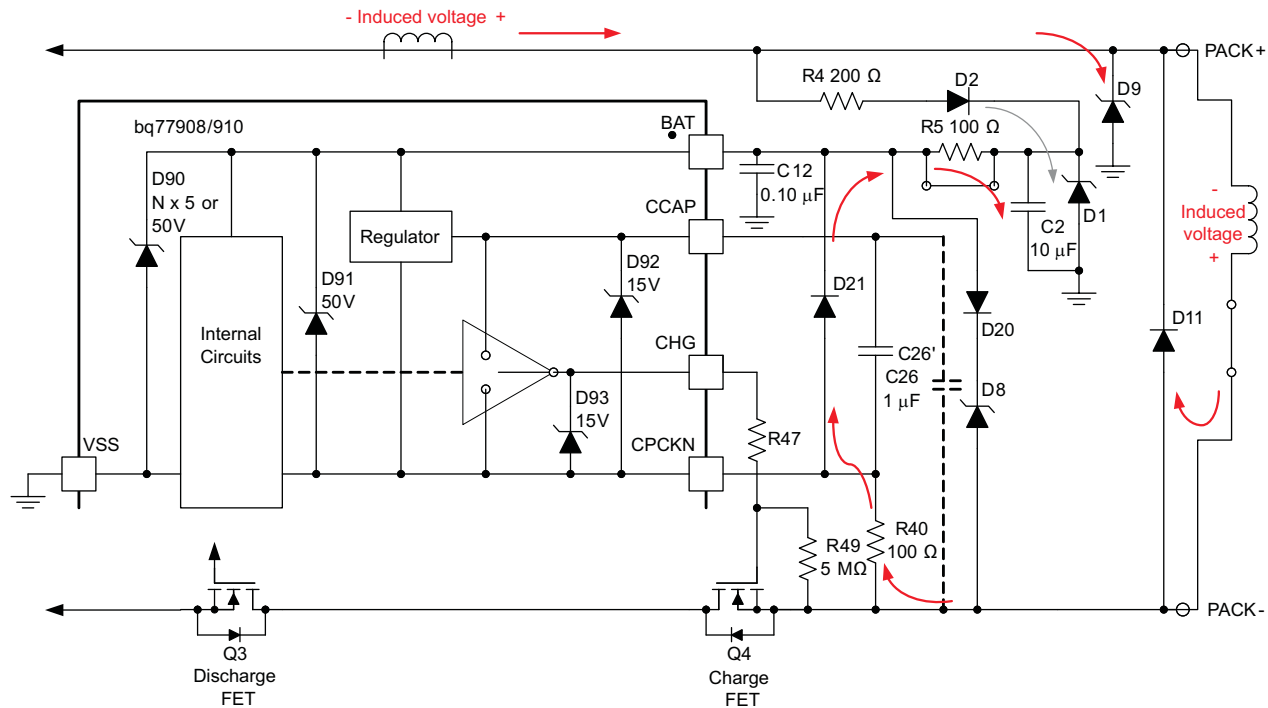 - Induced voltage +
PACK+
R4 200 Ω
D2
D9
bq77908/910
BAT
R5 100 Ω
D90
N x 5 or
50V
C12
0.10 µF
D1
CCAP
C2
10 µF
-
Induced
voltage
+
Regulator
D92
15V
D91
50V
D21
Internal
Circuits
D20
D11
CHG
C26'
C26
1 µF
D8
D93
15V
R47
VSS
CPCKN
R49
5 MΩ
R40
100 Ω
PACK-
Q3
Discharge
FET
Q4
Charge
FET